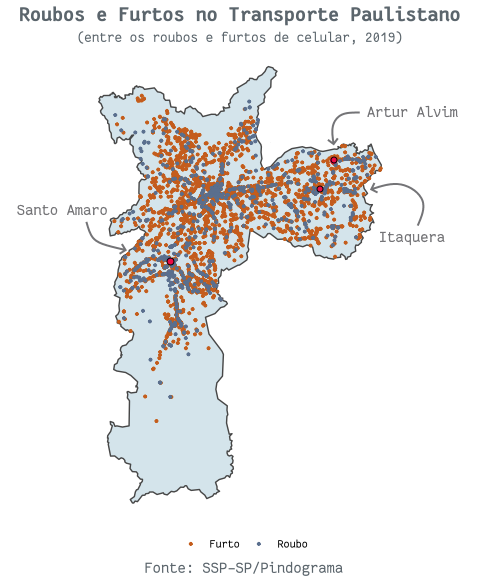 Roubos e Furtos no Transporte Paulistano
(entre os roubos e furtos de celular, 2019)
Artur Alvim
Santo Amaro
Itaquera
Furto Roubo
Fonte: SSP-SP/Pindograma